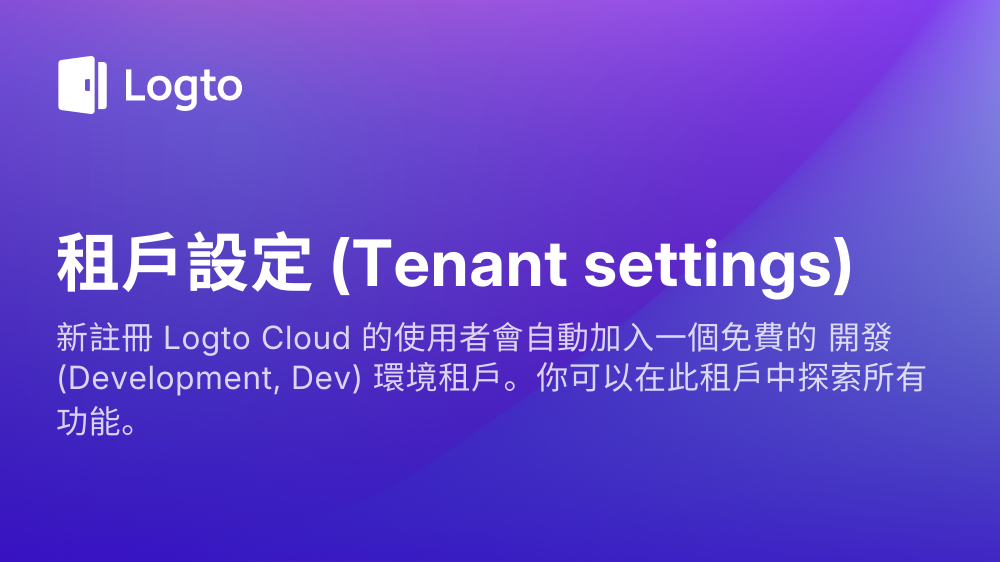 Logto
租戶設定 (Tenant settings)
新註冊 Logto Cloud 的使用者會自動加入一個免費的 開發
(Development, Dev) 環境租戶。你可以在此租戶中探索所有
功能。